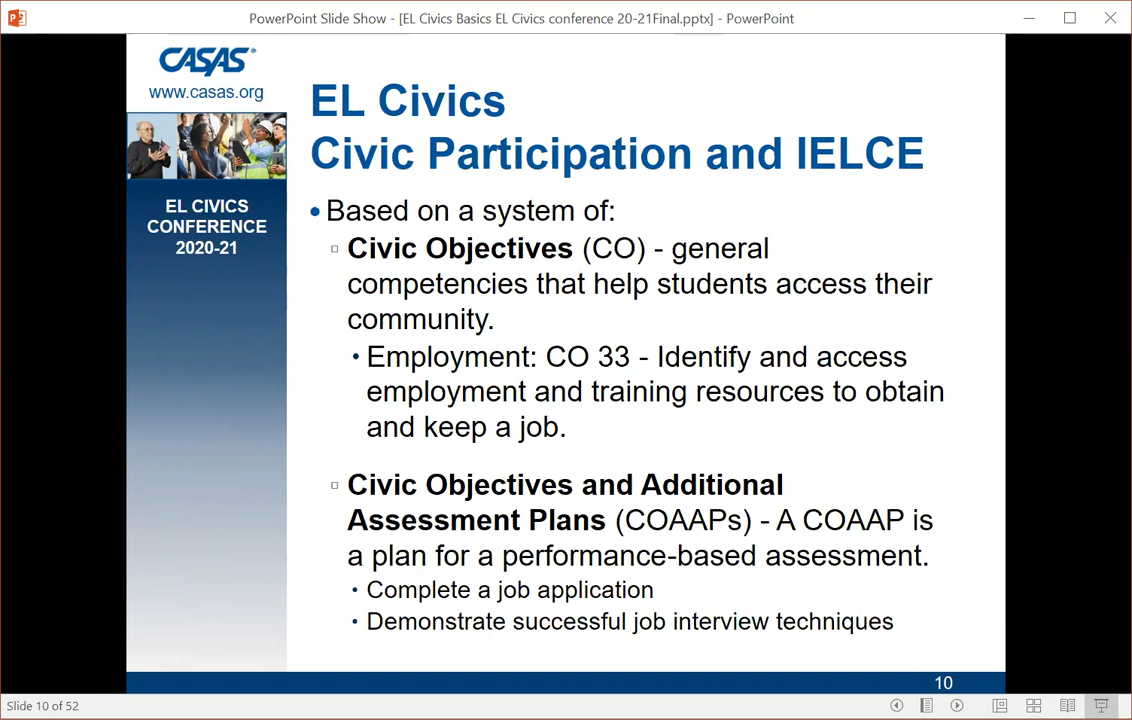 PowerPoint Slide Show - [EL Civics Basics EL Civics conference 20-21Final.pptx] - PowerPoint
CASAS®
www.casas.org
EL CIVICS
CONFERENCE
2020-21
EL Civics
Civic Participation and IELCE
• Based on a system of:
▫ Civic Objectives (CO) - general
competencies that help students access their
community.
• Employment: CO 33 - Identify and access
employment and training resources to obtain
and keep a job.
▫ Civic Objectives and Additional
Assessment Plans (COAAPs) - A COAAP is
a plan for a performance-based assessment.
• Complete a job application
• Demonstrate successful job interview techniques
10
Slide 10 of 52